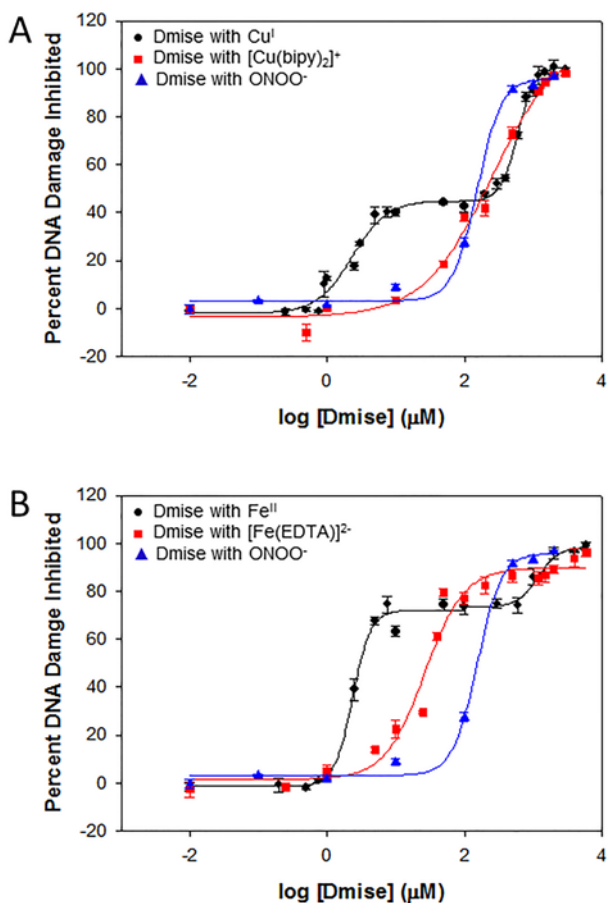 A
Dmise with Cuᴵ
Dmise with [Cu(bipy)₂]⁺
Dmise with ONOO⁻
Percent DNA Damage Inhibited
120
100
80
60
40
20
0
-20
-2
0
2
4
log [Dmise] (µM)
B
Dmise with Feᴵᴵ
Dmise with [Fe(EDTA)]²⁻
Dmise with ONOO⁻
Percent DNA Damge Inhibited
120
100
80
60
40
20
0
-20
-2
0
2
4
log [Dmise] (µM)